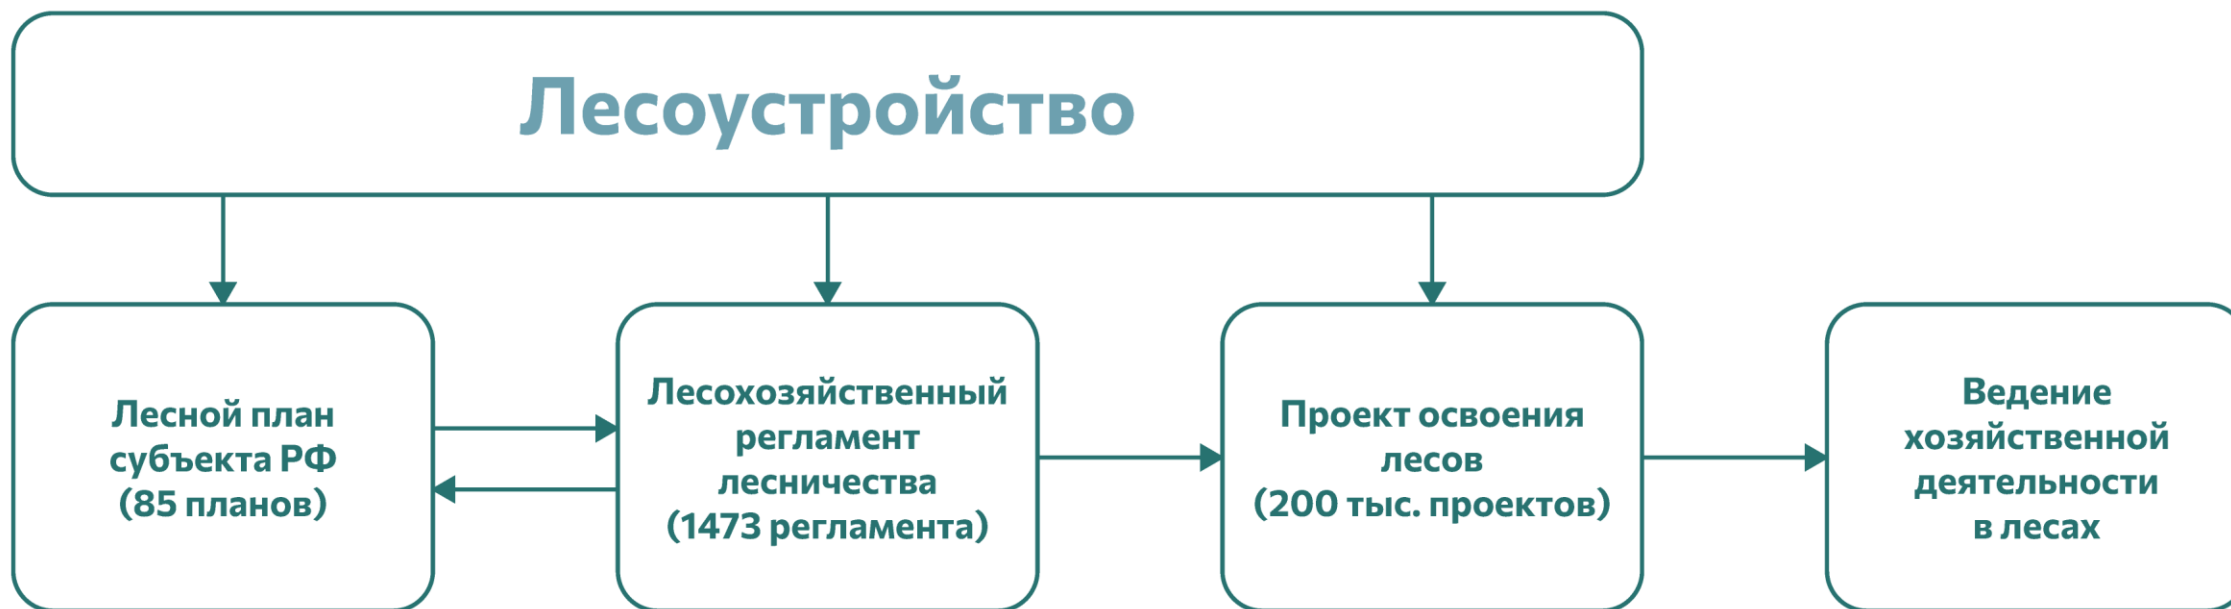 Лесоустройство
Лесной план
субъекта РФ
(85 планов)
Лесохозяйственный
регламент
лесничества
(1473 регламента)
Проект освоения
лесов
(200 тыс. проектов)
Ведение
хозяйственной
деятельности
в лесах